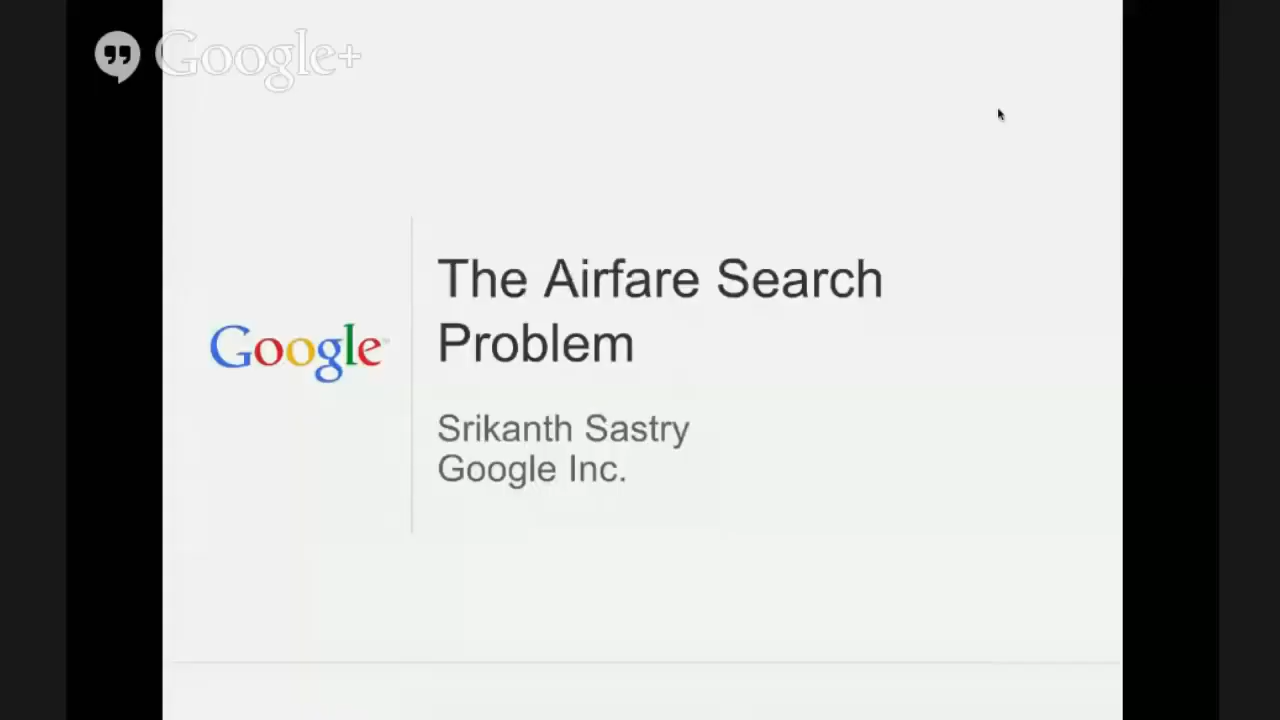 Google+
The Airfare Search
Problem
Google
Srikanth Sastry
Google Inc.